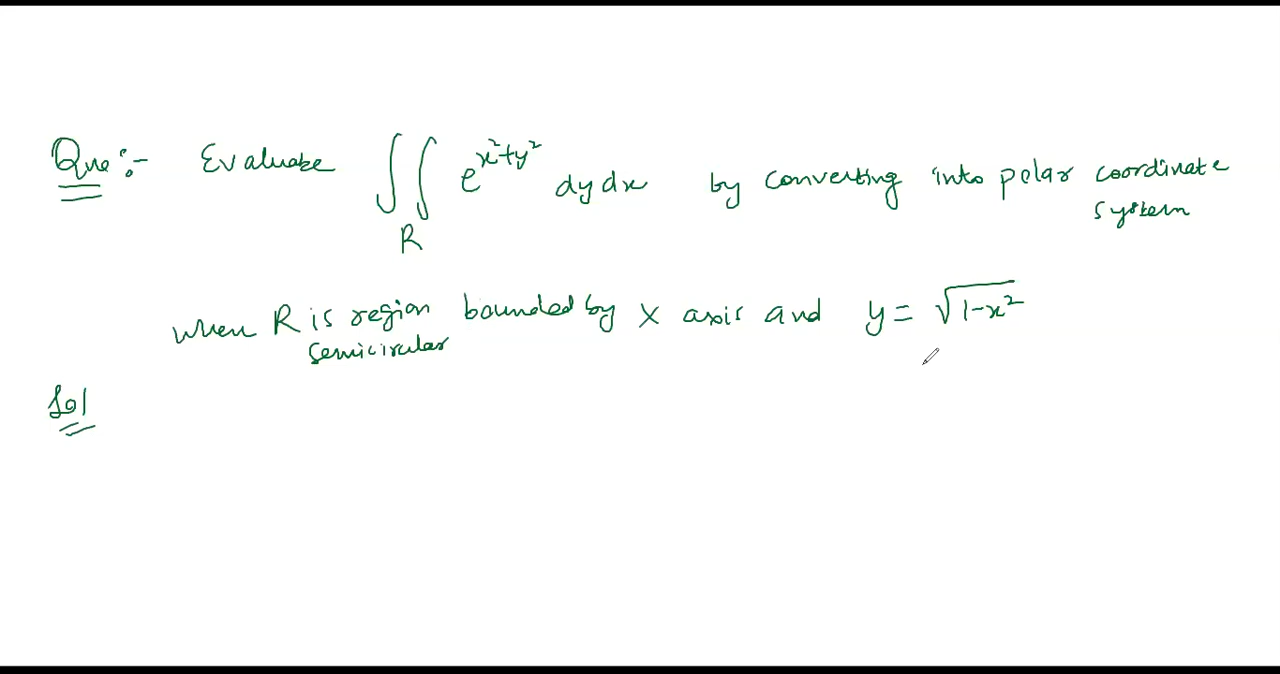 Que:- Evaluate ∫∫_R e^{x²+y²} dy dx by converting into polar coordinate
system
when R is region bounded by X axis and y = √(1-x²)
semicircular
Sol